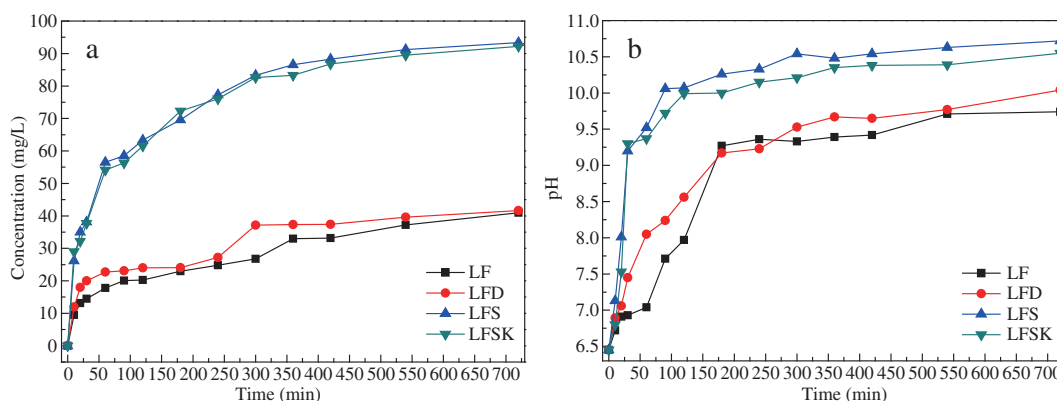 a
Concentration (mg/L)
100
90
80
70
60
50
40
30
20
10
0
LF
LFD
LFS
LFSK
0 50 100 150 200 250 300 350 400 450 500 550 600 650 700
Time (min)
b
pH
10.5
10.0
9.5
9.0
8.5
8.0
7.5
7.0
6.5
LF
LFD
LFS
LFSK
0 50 100 150 200 250 300 350 400 450 500 550 600 650 700
Time (min)